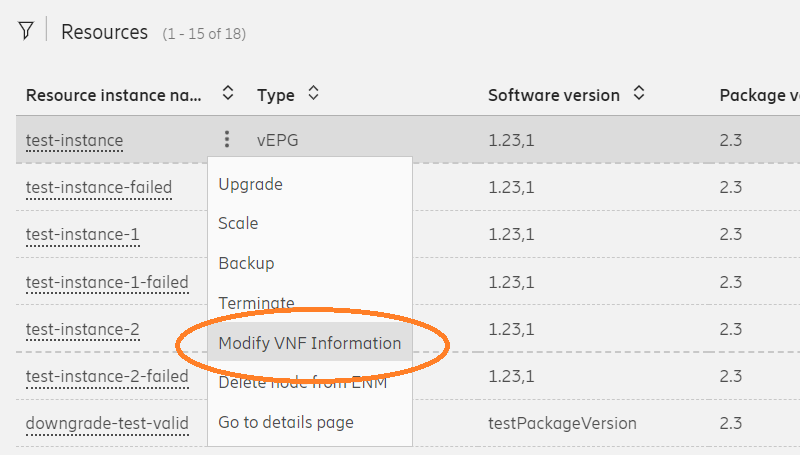 Resources (1 - 15 of 18)
Resource instance na... Type Software version Package v
test-instance vEPG 1.23,1 2.3
test-instance-failed Upgrade 1.23,1 2.3
Scale
test-instance-1 1.23,1 2.3
Backup
test-instance-1-failed 1.23,1 2.3
Terminate
test-instance-2 Modify VNF Information 1.23,1 2.3
test-instance-2-failed Delete node from ENM 1.23,1 2.3
downgrade-test-valid Go to details page testPackageVersion 2.3